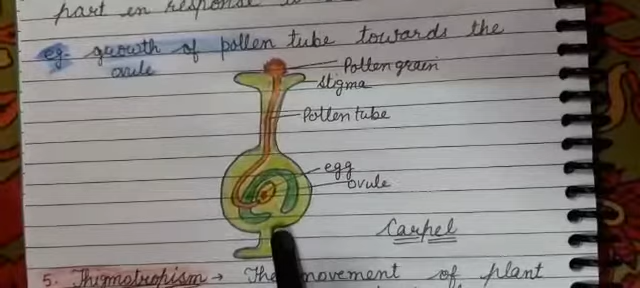 part in response to
eg. growth of pollen tube towards the
ovule
Pollen grain
stigma
Pollen tube
egg
ovule
Carpel
5. Thigmotropism → The movement of plant